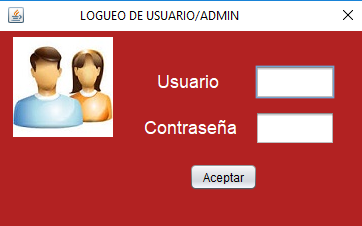 LOGUEO DE USUARIO/ADMIN
Usuario
Contraseña
Aceptar